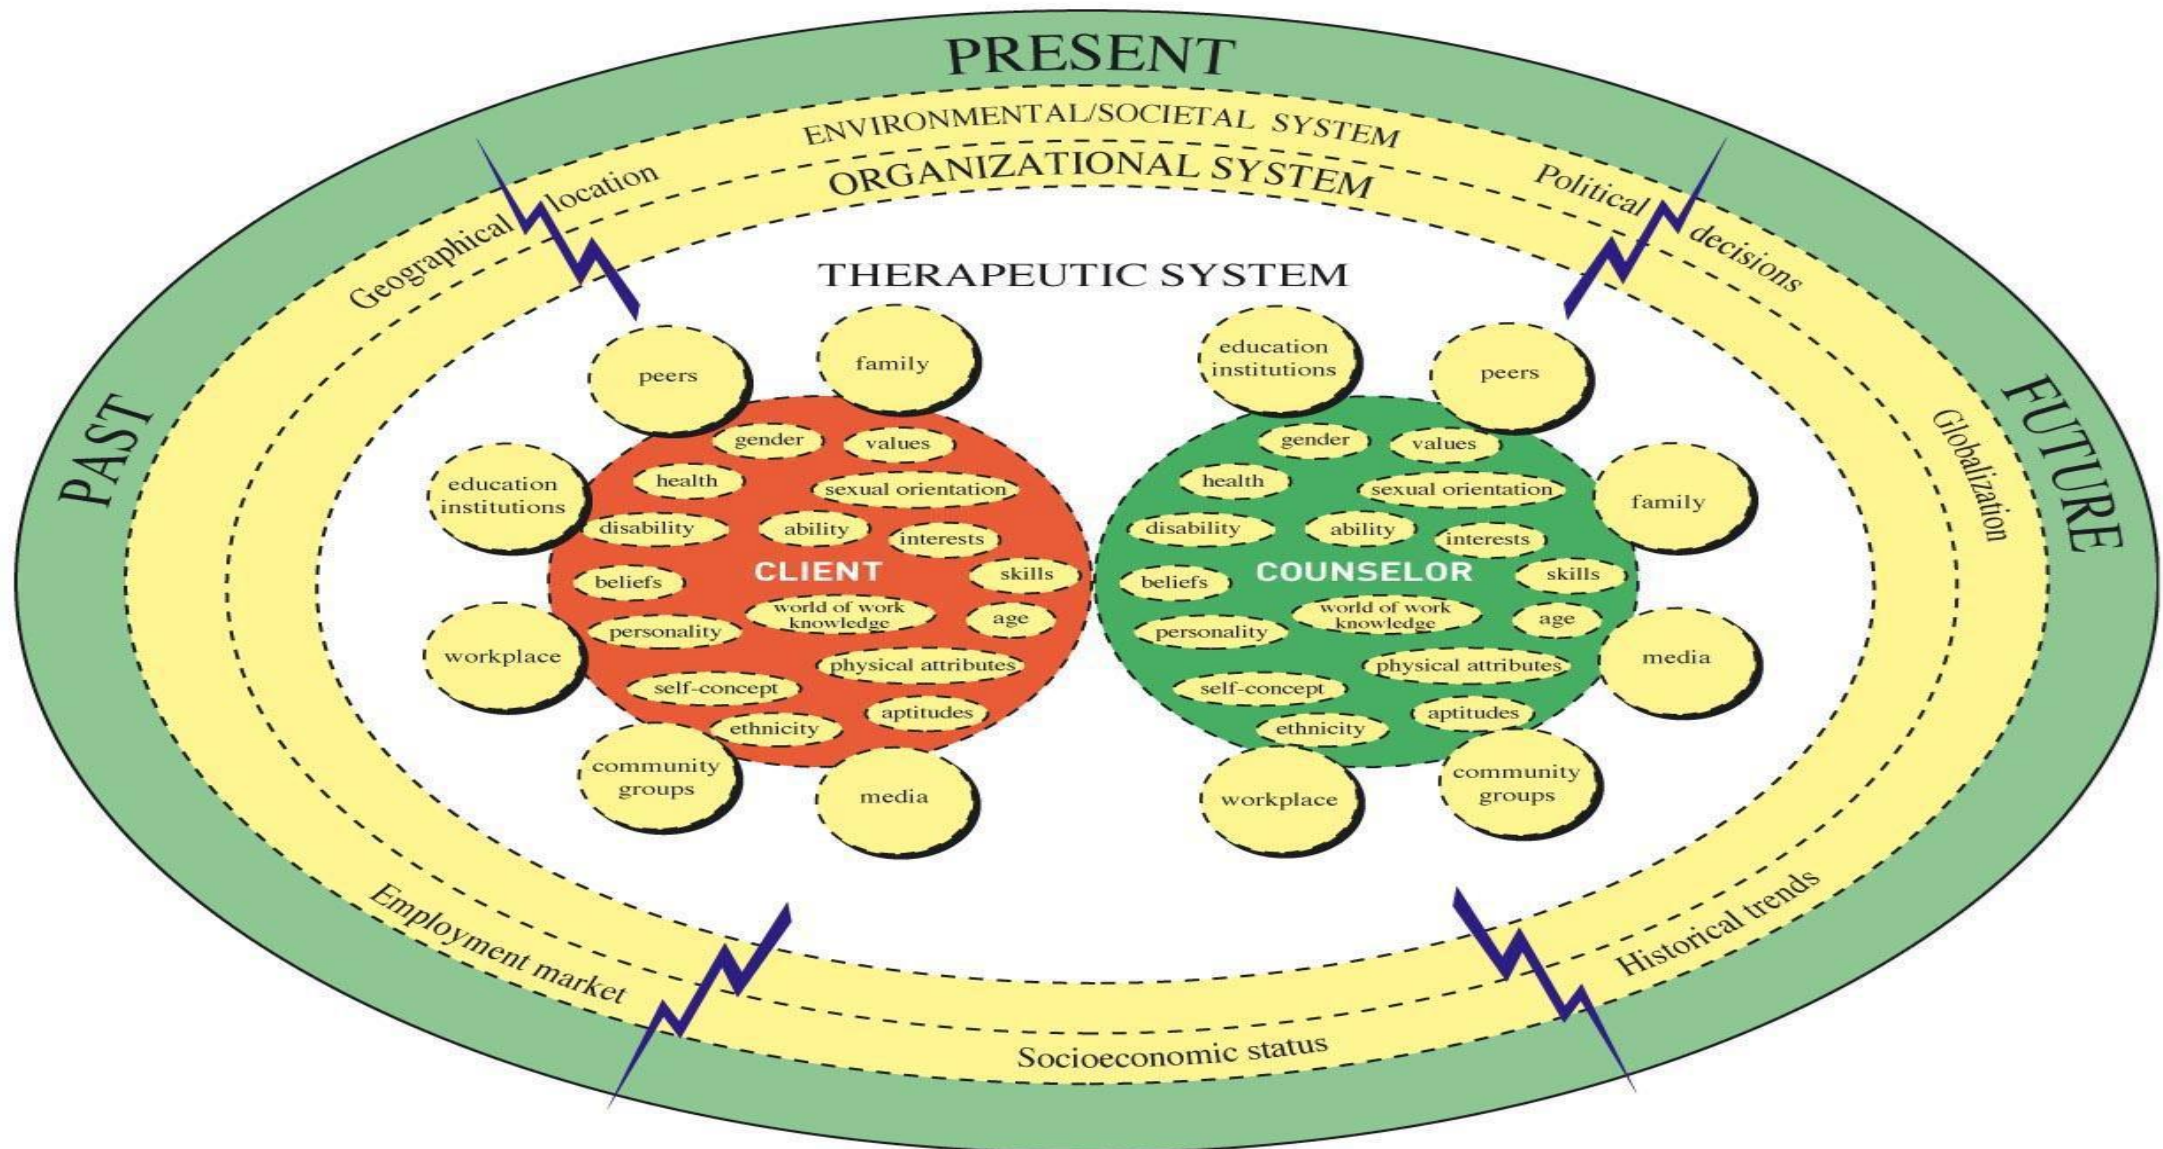 PRESENT
ENVIRONMENTAL/SOCIETAL SYSTEM
ORGANIZATIONAL SYSTEM
Geographical location
Political decisions
PAST
FUTURE
Globalization
THERAPEUTIC SYSTEM
peers
family
education
institutions
workplace
community
groups
media
gender
values
health
sexual orientation
disability
ability
interests
CLIENT
beliefs
skills
world of work
knowledge
age
personality
physical attributes
self-concept
aptitudes
ethnicity
education
institutions
peers
family
media
community
groups
workplace
gender
values
health
sexual orientation
disability
ability
interests
COUNSELOR
beliefs
skills
world of work
knowledge
age
personality
physical attributes
self-concept
aptitudes
ethnicity
Employment market
Socioeconomic status
Historical trends